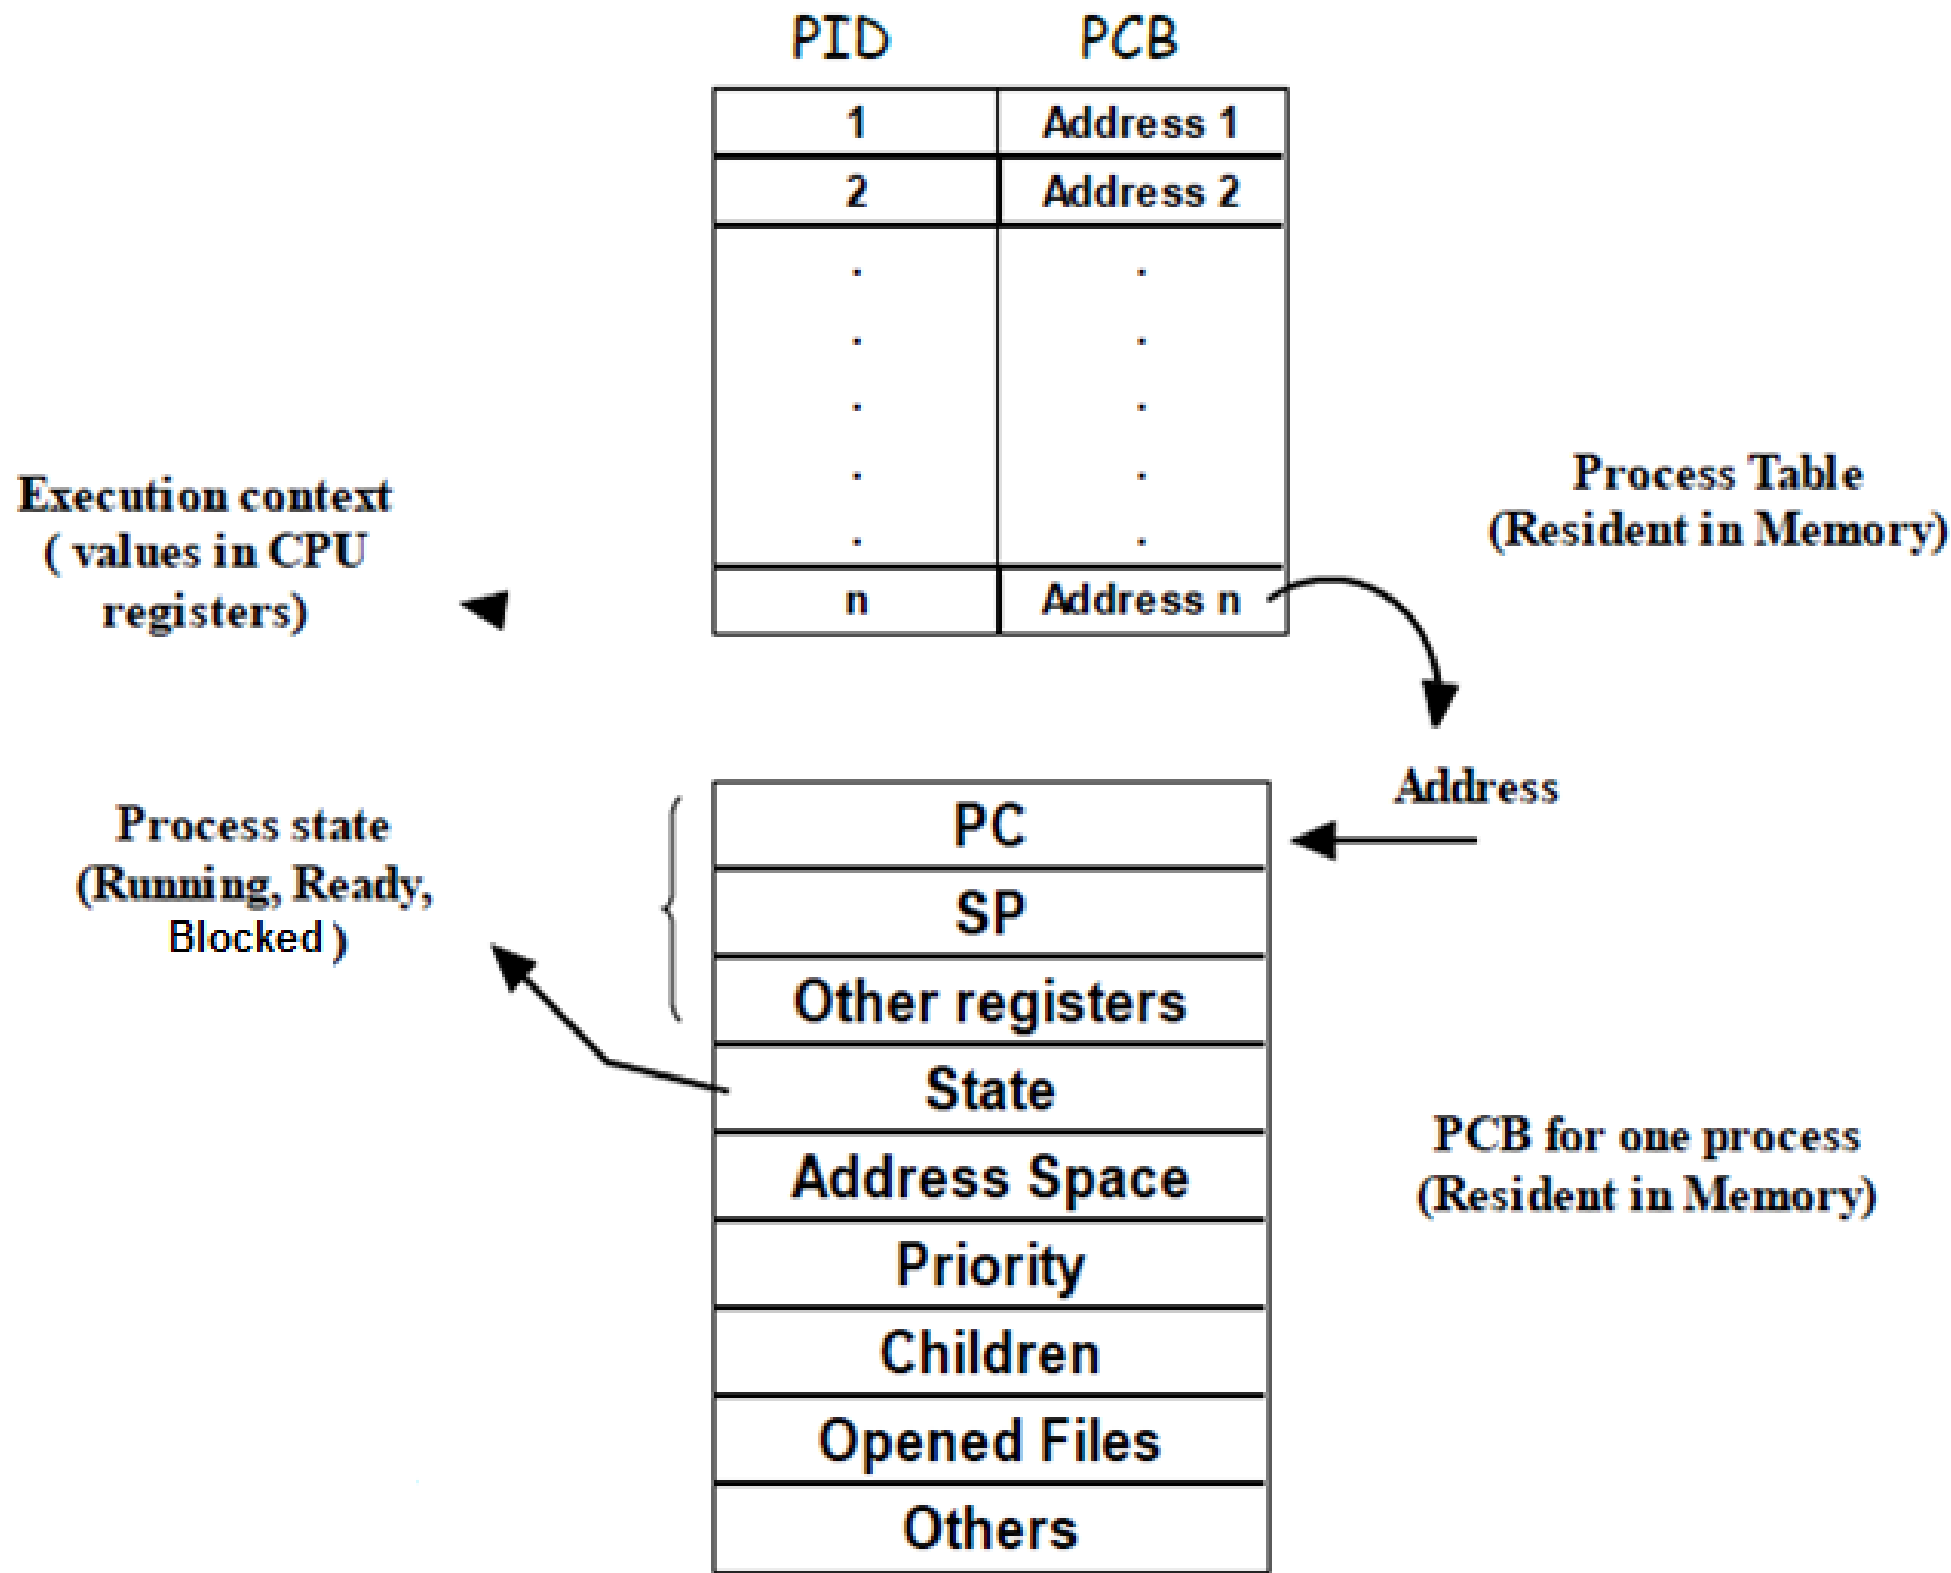 PID PCB
1 Address 1
2 Address 2
. .
. .
. .
. .
. .
n Address n
Execution context
( values in CPU
registers)
Process Table
(Resident in Memory)
Address
Process state
(Running, Ready,
Blocked )
PC
SP
Other registers
State
Address Space
Priority
Children
Opened Files
Others
PCB for one process
(Resident in Memory)